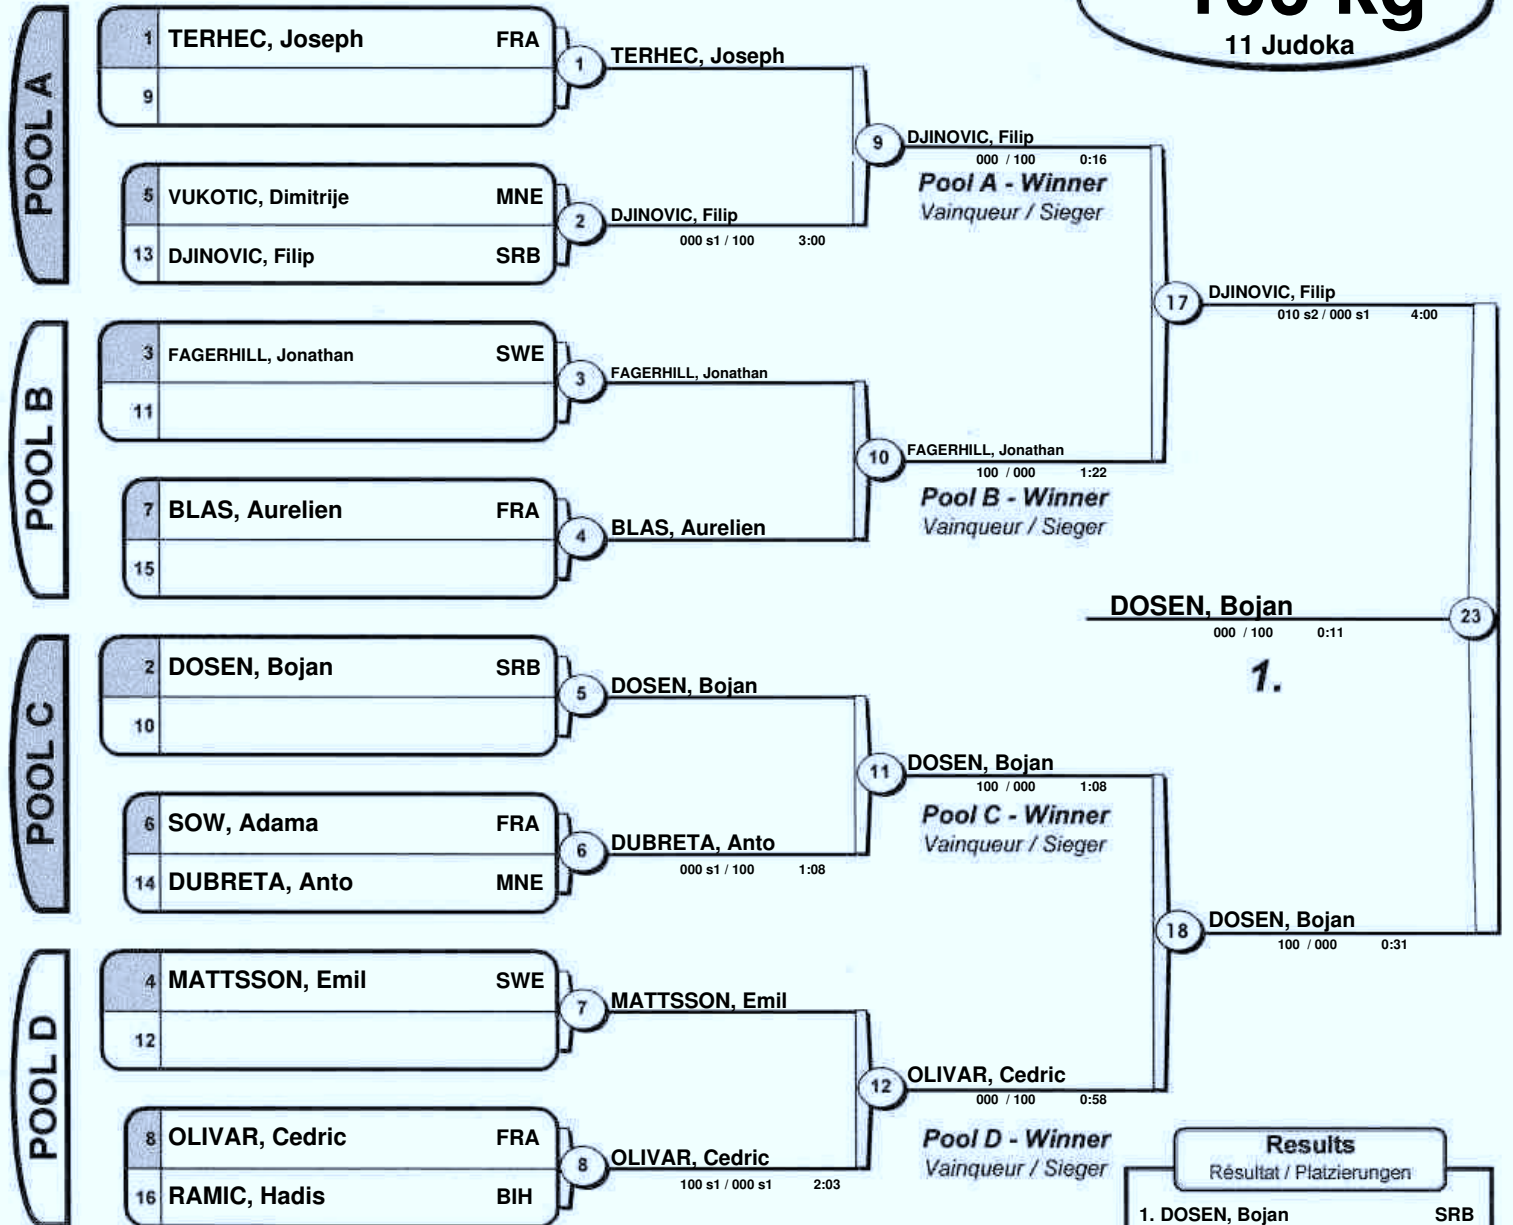 100 kg
11 Judoka
POOL A
1 TERHEC, Joseph FRA
9
1 TERHEC, Joseph
5 VUKOTIC, Dimitrije MNE
13 DJINOVIC, Filip SRB
2 DJINOVIC, Filip
000 s1 / 100 3:00
9 DJINOVIC, Filip
000 / 100 0:16
Pool A - Winner
Vainqueur / Sieger
POOL B
3 FAGERHILL, Jonathan SWE
11
3 FAGERHILL, Jonathan
7 BLAS, Aurelien FRA
15
4 BLAS, Aurelien
10 FAGERHILL, Jonathan
100 / 000 1:22
Pool B - Winner
Vainqueur / Sieger
17 DJINOVIC, Filip
010 s2 / 000 s1 4:00
DOSEN, Bojan 23
000 / 100 0:11
1.
POOL C
2 DOSEN, Bojan SRB
10
5 DOSEN, Bojan
6 SOW, Adama FRA
14 DUBRETA, Anto MNE
6 DUBRETA, Anto
000 s1 / 100 1:08
11 DOSEN, Bojan
100 / 000 1:08
Pool C - Winner
Vainqueur / Sieger
18 DOSEN, Bojan
100 / 000 0:31
POOL D
4 MATTSSON, Emil SWE
12
7 MATTSSON, Emil
8 OLIVAR, Cedric FRA
16 RAMIC, Hadis BIH
8 OLIVAR, Cedric
100 s1 / 000 s1 2:03
12 OLIVAR, Cedric
000 / 100 0:58
Pool D - Winner
Vainqueur / Sieger
Results
Résultat / Platzierungen
1. DOSEN, Bojan SRB